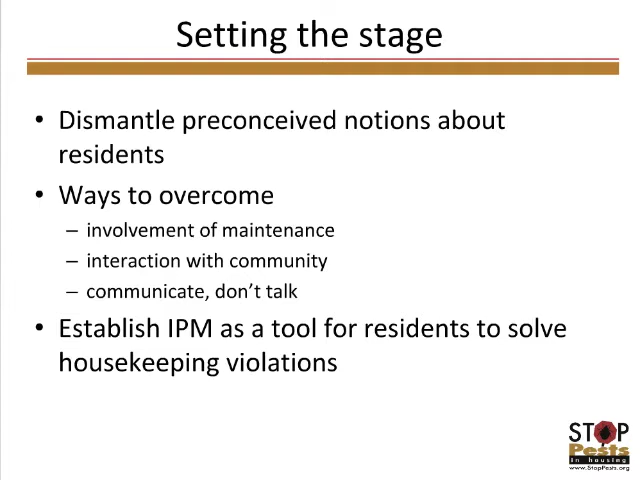 Setting the stage
• Dismantle preconceived notions about
residents
• Ways to overcome
– involvement of maintenance
– interaction with community
– communicate, don't talk
• Establish IPM as a tool for residents to solve
housekeeping violations
STOP
Pests
in housing
www.StopPests.org